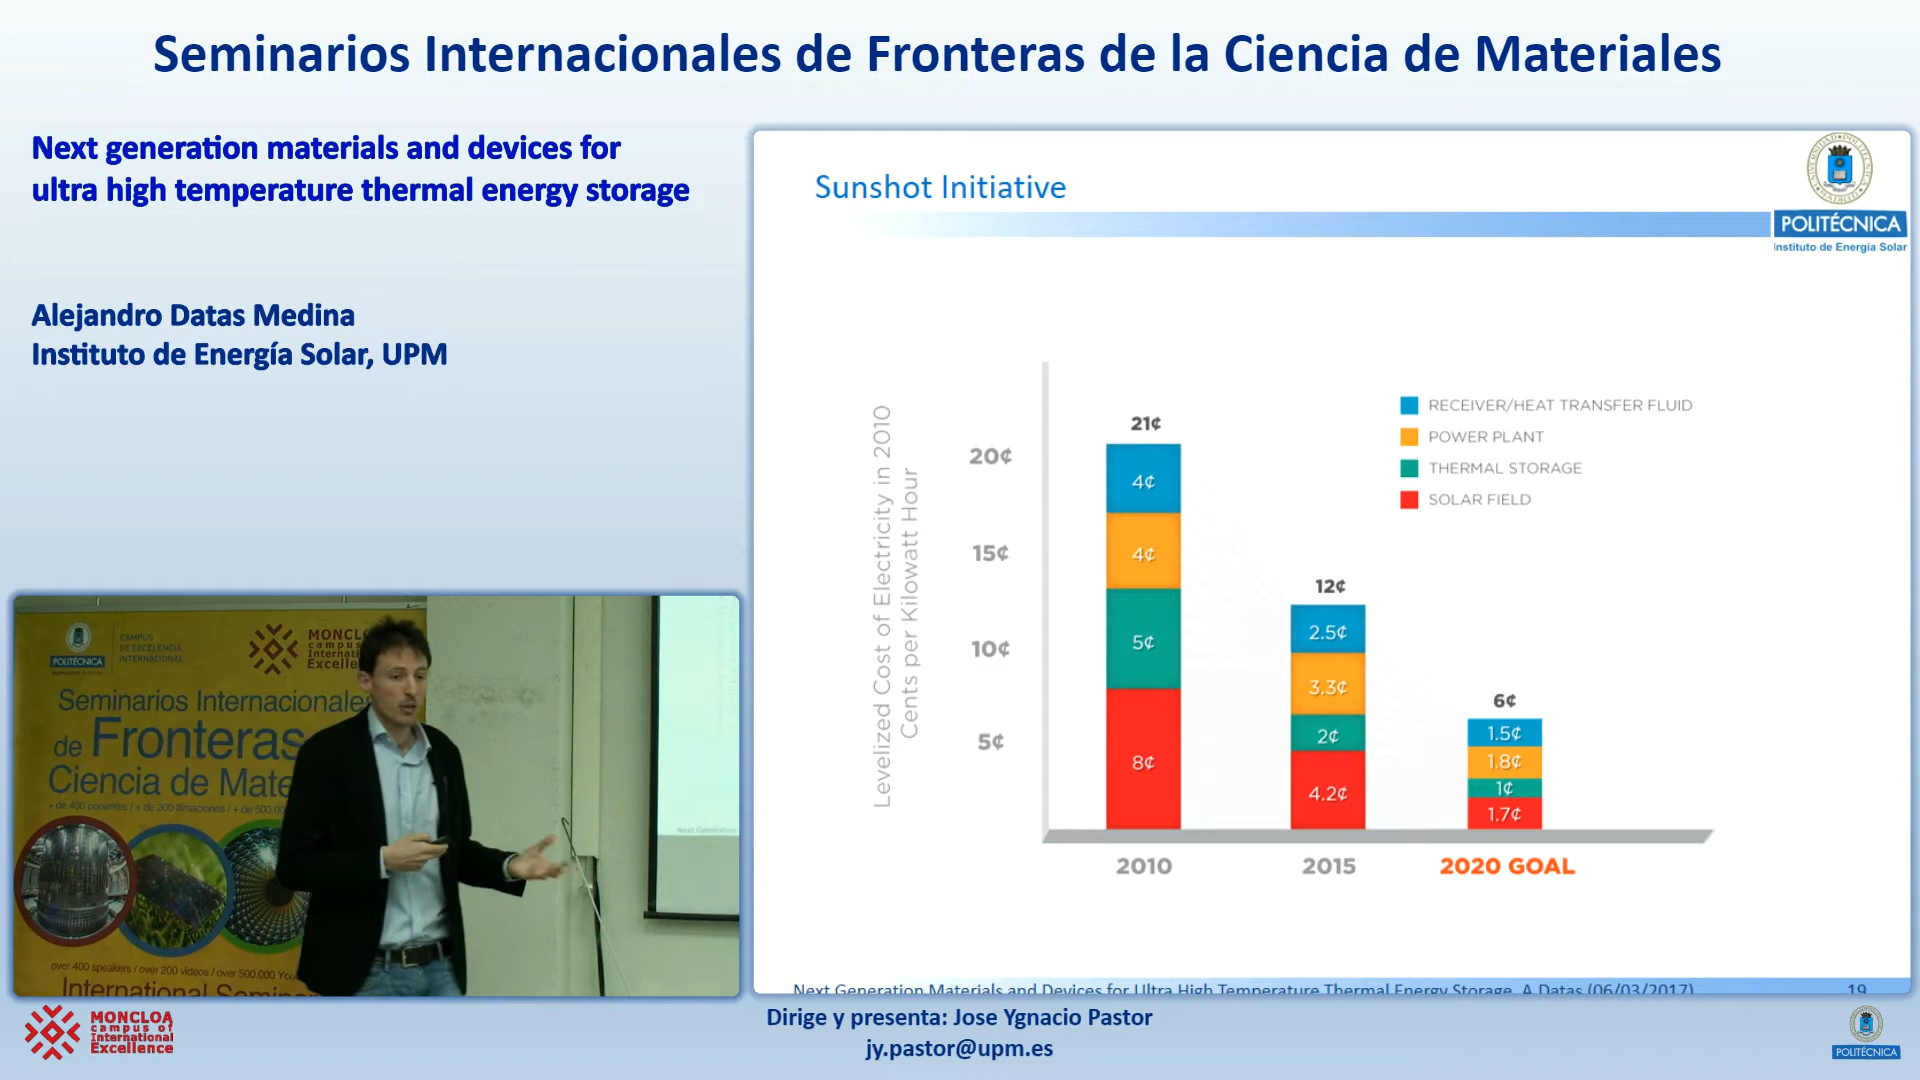 Seminarios Internacionales de Fronteras de la Ciencia de Materiales
Next generation materials and devices for
ultra high temperature thermal energy storage
Alejandro Datas Medina
Instituto de Energía Solar, UPM
Sunshot Initiative
POLITÉCNICA
Instituto de Energía Solar
Levelized Cost of Electricity in 2010
Cents per Kilowatt Hour
20¢
15¢
10¢
5¢
21¢
4¢
4¢
5¢
8¢
12¢
2.5¢
3.3¢
2¢
4.2¢
6¢
1.5¢
1.8¢
1¢
1.7¢
RECEIVER/HEAT TRANSFER FLUID
POWER PLANT
THERMAL STORAGE
SOLAR FIELD
2010
2015
2020 GOAL
Next Generation Materials and Devices for Ultra High Temperature Thermal Energy Storage. A.Datas (06/03/2017)
19
POLITÉCNICA
CAMPUS
DE EXCELENCIA
INTERNACIONAL
MONCL
campus
Internatio
Excelle
Seminarios Internacionales
de Fronteras
Ciencia de Mate
+ de 400 ponentes / + de 200 filmaciones / + de 500.00
over 400 speakers / over 200 videos / over 500.000 You
International Semin
MONCLOA
campus of
International
Excellence
Dirige y presenta: Jose Ygnacio Pastor
jy.pastor@upm.es
POLITÉCNICA